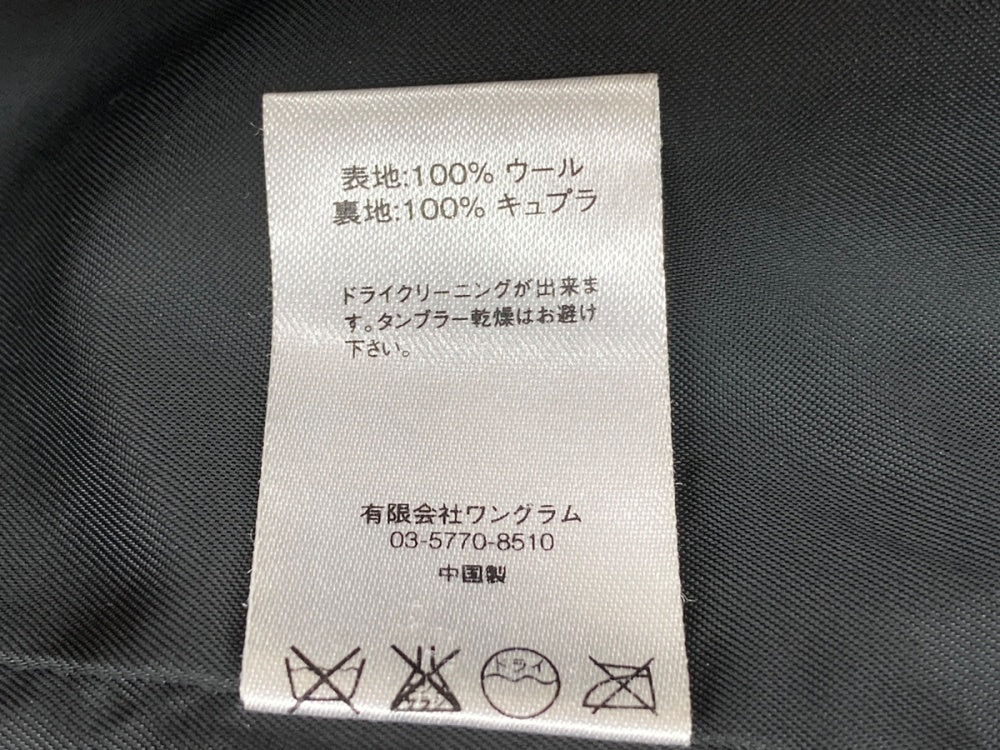 表地:100% ウール
裏地:100% キュプラ
ドライクリーニングが出来ま
す。タンブラー乾燥はお避け
下さい。
有限会社ワングラム
03-5770-8510
中国製
ドライ